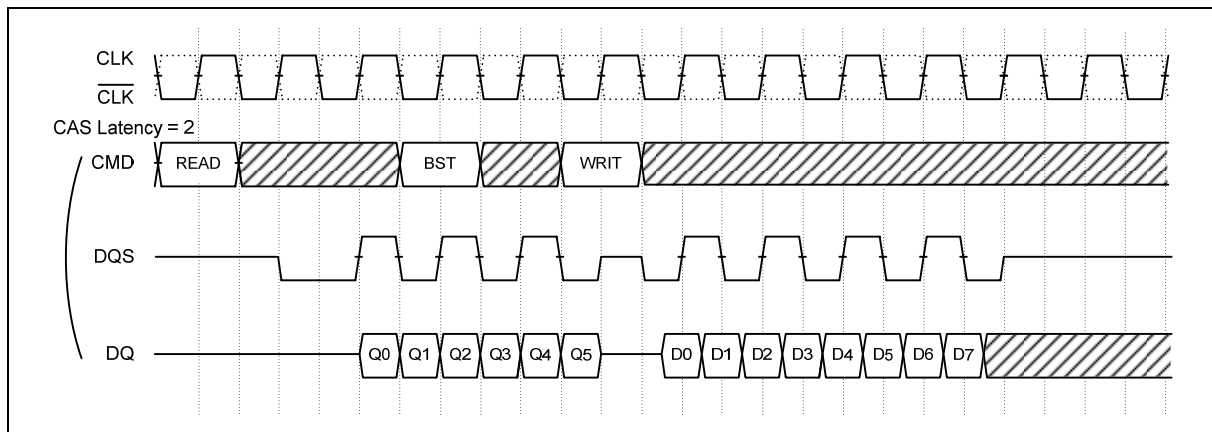 CLK
CLK
CAS Latency = 2
CMD READ BST WRIT
DQS
DQ Q0 Q1 Q2 Q3 Q4 Q5 D0 D1 D2 D3 D4 D5 D6 D7